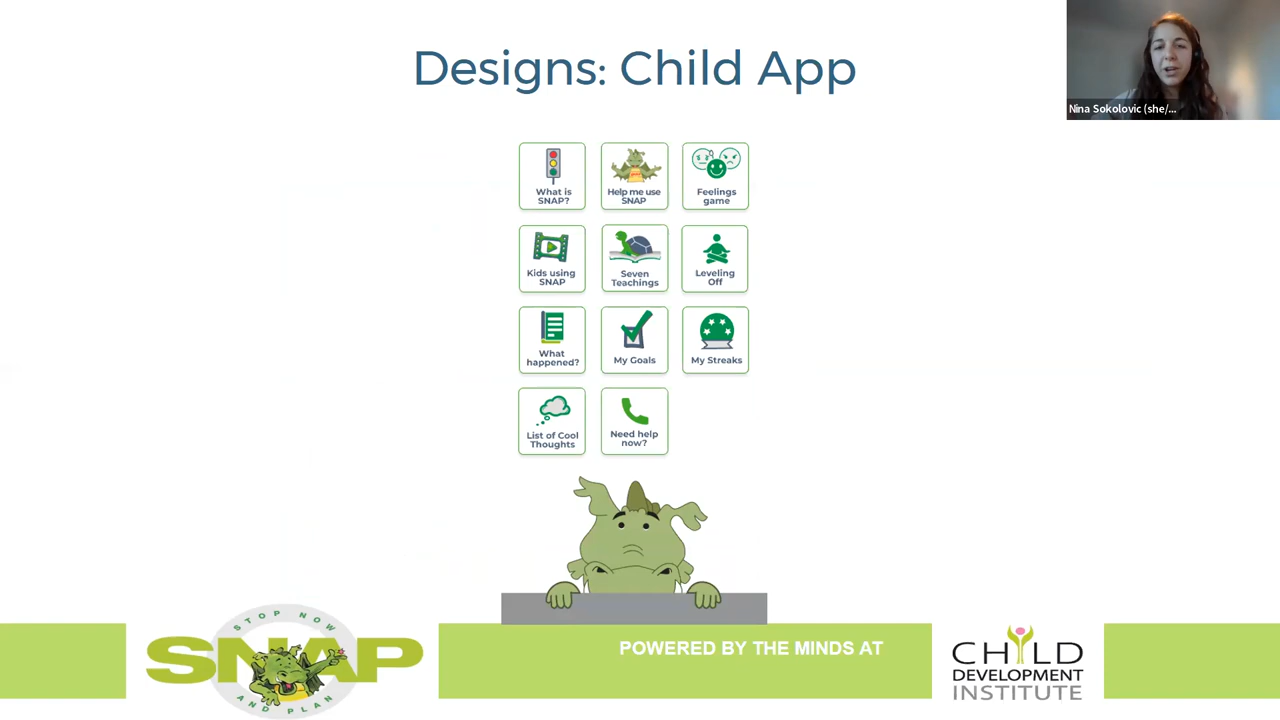 Designs: Child App
Nina Sokolovic (she/...
What is
SNAP?
Help me use
SNAP
Feelings
game
Kids using
SNAP
Seven
Teachings
Leveling
Off
What
happened?
My Goals
My Streaks
List of Cool
Thoughts
Need help
now?
STOP NOW
SNAP
AND PLAN
POWERED BY THE MINDS AT
CHILD
DEVELOPMENT
INSTITUTE